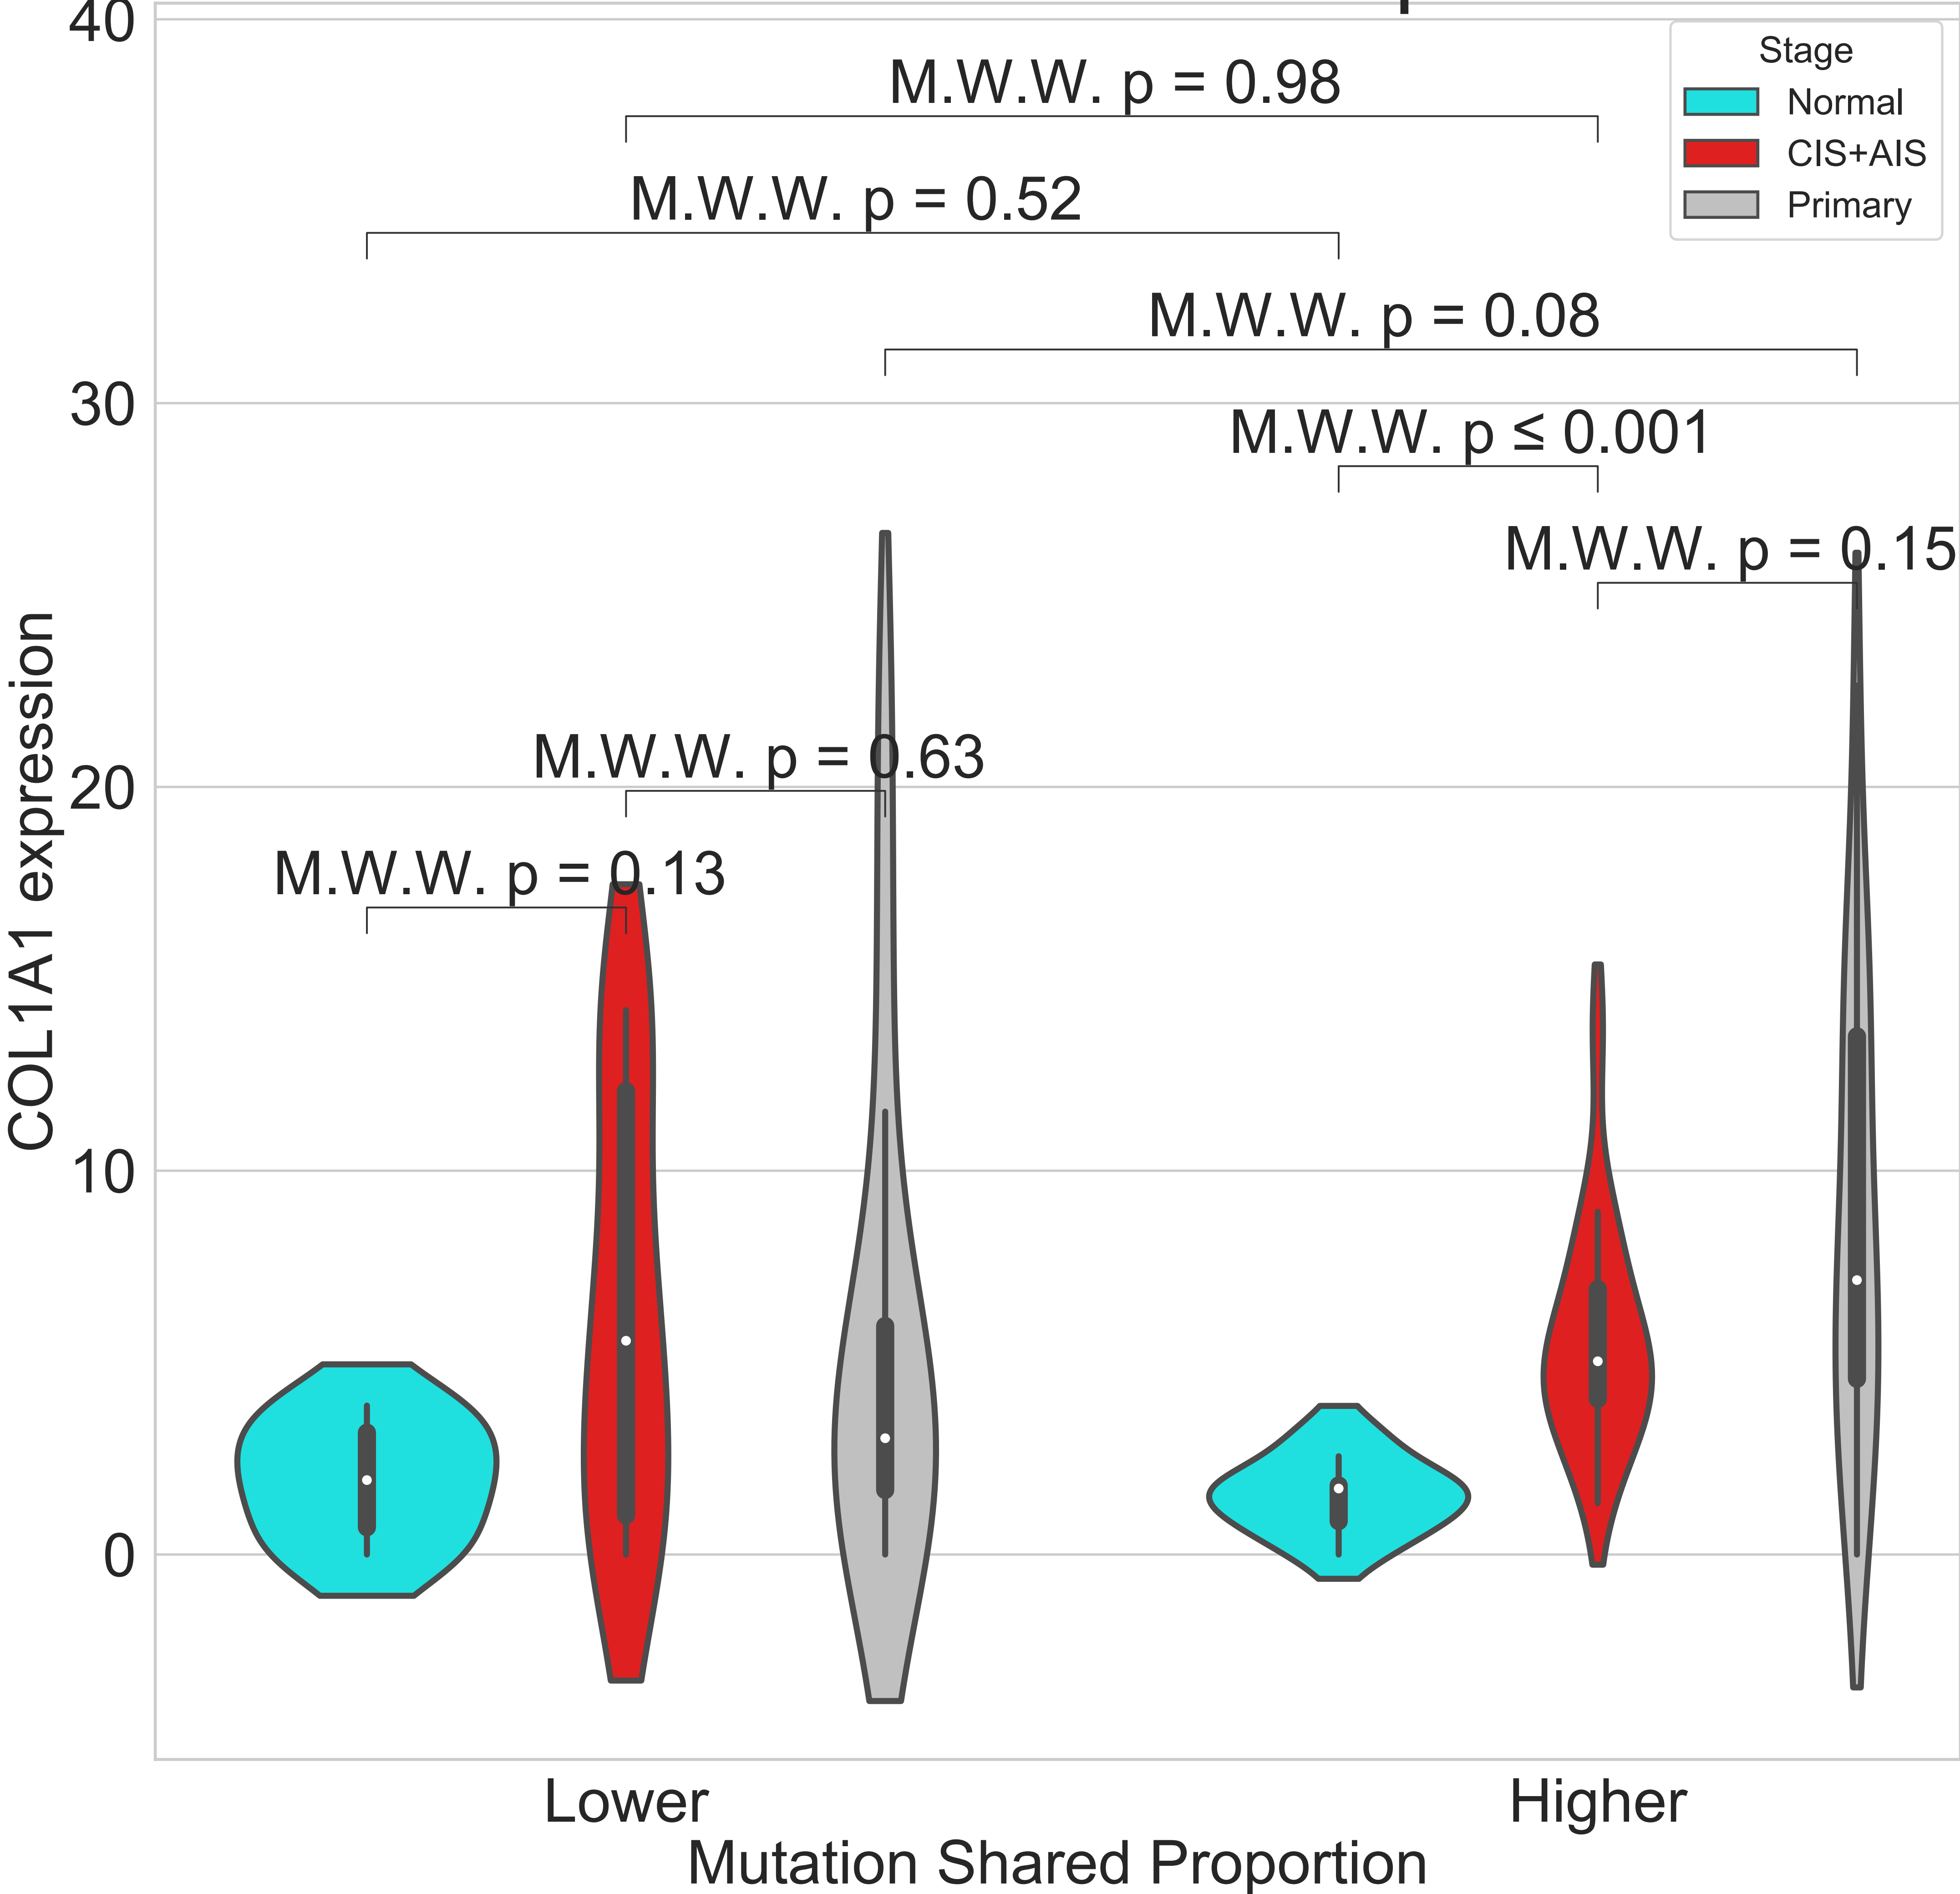 40
M.W.W. p = 0.98
Stage
Normal
CIS+AIS
Primary
M.W.W. p = 0.52
M.W.W. p = 0.08
30
M.W.W. p ≤ 0.001
M.W.W. p = 0.15
COL1A1 expression
M.W.W. p = 0.63
20
M.W.W. p = 0.13
10
0
Lower
Higher
Mutation Shared Proportion